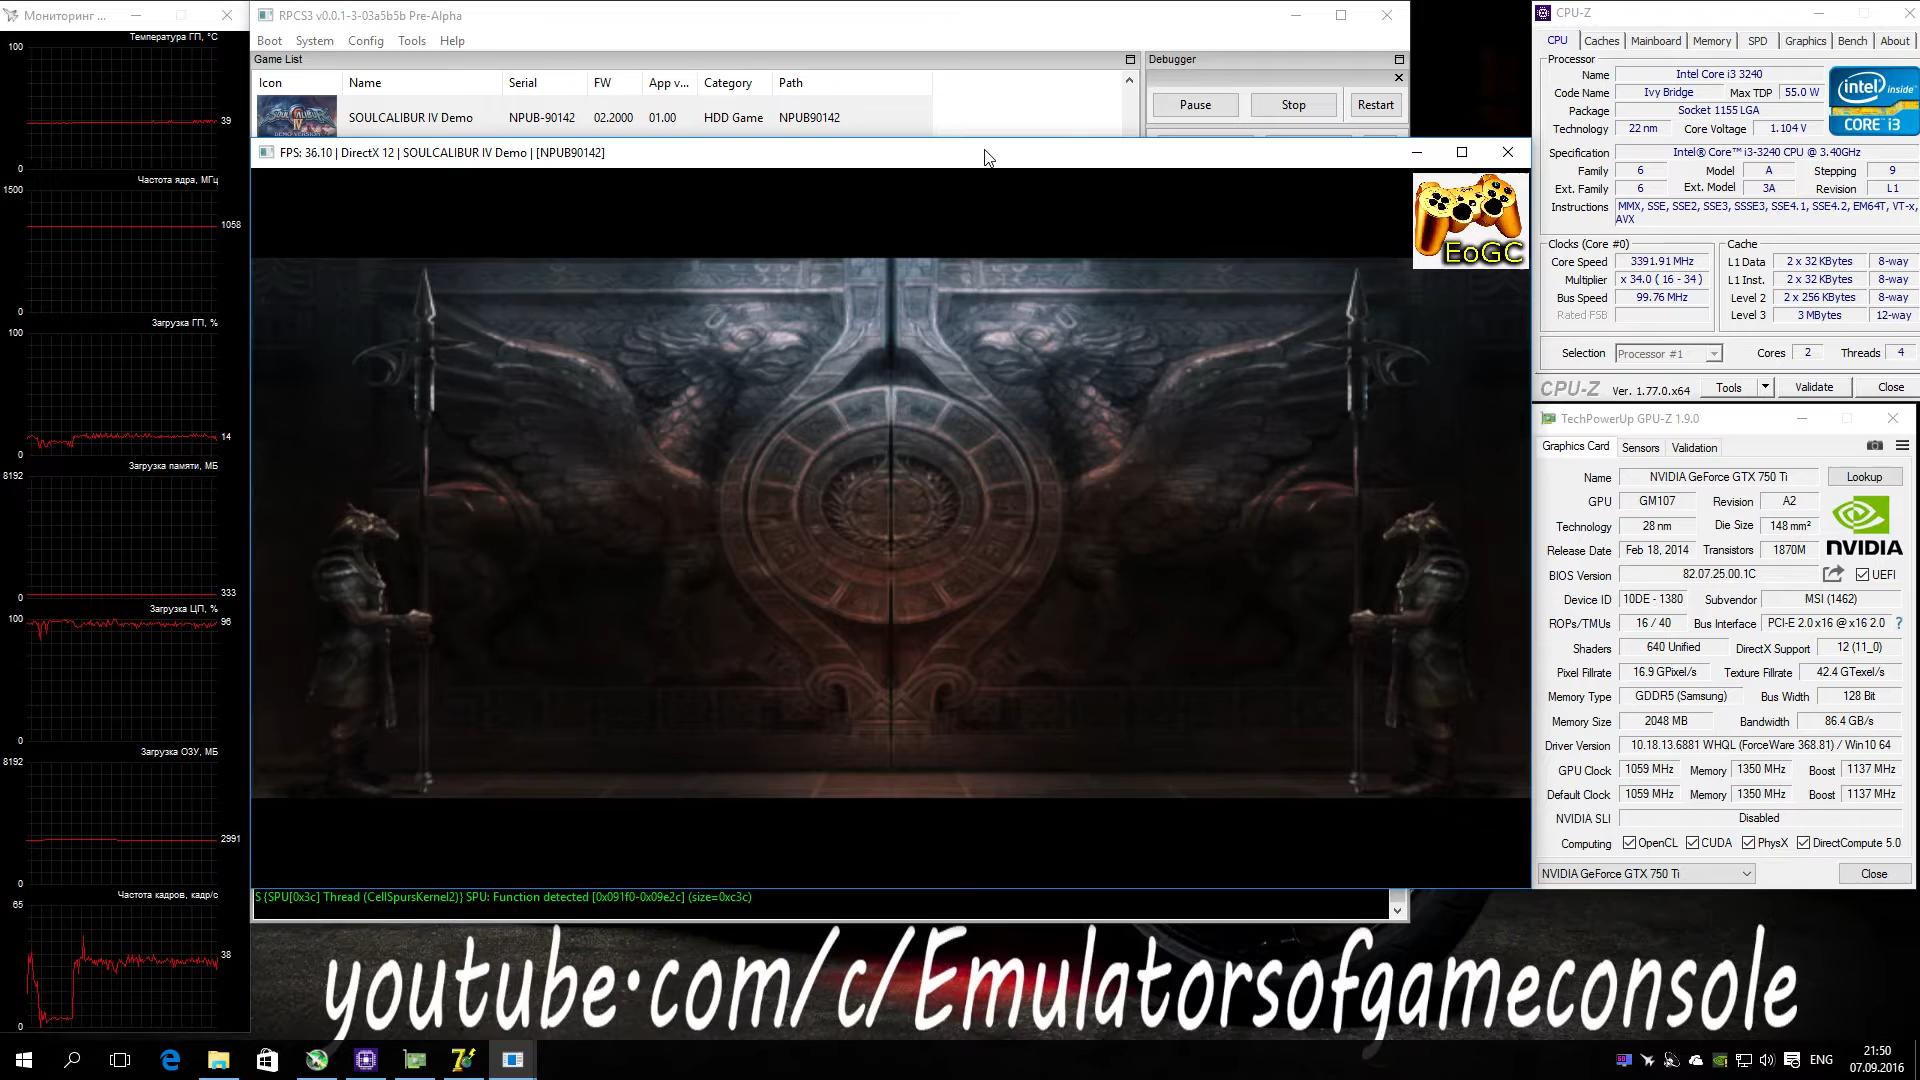 Мониторинг ...
Температура ГП, °C
100
39
0
Частота ядра, МГц
1500
1058
0
Загрузка ГП, %
100
14
0
Загрузка памяти, МБ
8192
333
0
Загрузка ЦП, %
100
96
0
Загрузка ОЗУ, МБ
8192
2991
0
Частота кадров, кадр/с
65
38
0
RPCS3 v0.0.1-3-03a5b5b Pre-Alpha
Boot System Config Tools Help
Game List
Icon Name Serial FW App v... Category Path
SOULCALIBUR IV Demo NPUB-90142 02.2000 01.00 HDD Game NPUB90142
Debugger
Pause Stop Restart
FPS: 36.10 | DirectX 12 | SOULCALIBUR IV Demo | [NPUB90142]
EoGC
S {SPU[0x3c] Thread (CellSpursKernel2)} SPU: Function detected [0x091f0-0x09e2c] (size=0xc3c)
youtube.com/c/Emulatorsofgameconsole
CPU-Z
CPU Caches Mainboard Memory SPD Graphics Bench About
Processor
Name Intel Core i3 3240
Code Name Ivy Bridge Max TDP 55.0 W
Package Socket 1155 LGA
Technology 22 nm Core Voltage 1.104 V
intel inside
CORE i3
Specification Intel® Core™ i3-3240 CPU @ 3.40GHz
Family 6 Model A Stepping 9
Ext. Family 6 Ext. Model 3A Revision L1
Instructions MMX, SSE, SSE2, SSE3, SSSE3, SSE4.1, SSE4.2, EM64T, VT-x,
AVX
Clocks (Core #0)
Core Speed 3391.91 MHz
Multiplier x 34.0 ( 16 - 34 )
Bus Speed 99.76 MHz
Rated FSB
Cache
L1 Data 2 x 32 KBytes 8-way
L1 Inst. 2 x 32 KBytes 8-way
Level 2 2 x 256 KBytes 8-way
Level 3 3 MBytes 12-way
Selection Processor #1 Cores 2 Threads 4
CPU-Z Ver. 1.77.0.x64 Tools Validate Close
TechPowerUp GPU-Z 1.9.0
Graphics Card Sensors Validation
Name NVIDIA GeForce GTX 750 Ti Lookup
GPU GM107 Revision A2
Technology 28 nm Die Size 148 mm²
Release Date Feb 18, 2014 Transistors 1870M
NVIDIA
BIOS Version 82.07.25.00.1C UEFI
Device ID 10DE - 1380 Subvendor MSI (1462)
ROPs/TMUs 16 / 40 Bus Interface PCI-E 2.0 x16 @ x16 2.0 ?
Shaders 640 Unified DirectX Support 12 (11_0)
Pixel Fillrate 16.9 GPixel/s Texture Fillrate 42.4 GTexel/s
Memory Type GDDR5 (Samsung) Bus Width 128 Bit
Memory Size 2048 MB Bandwidth 86.4 GB/s
Driver Version 10.18.13.6881 WHQL (ForceWare 368.81) / Win10 64
GPU Clock 1059 MHz Memory 1350 MHz Boost 1137 MHz
Default Clock 1059 MHz Memory 1350 MHz Boost 1137 MHz
NVIDIA SLI Disabled
Computing OpenCL CUDA PhysX DirectCompute 5.0
NVIDIA GeForce GTX 750 Ti Close
ENG
21:50
07.09.2016